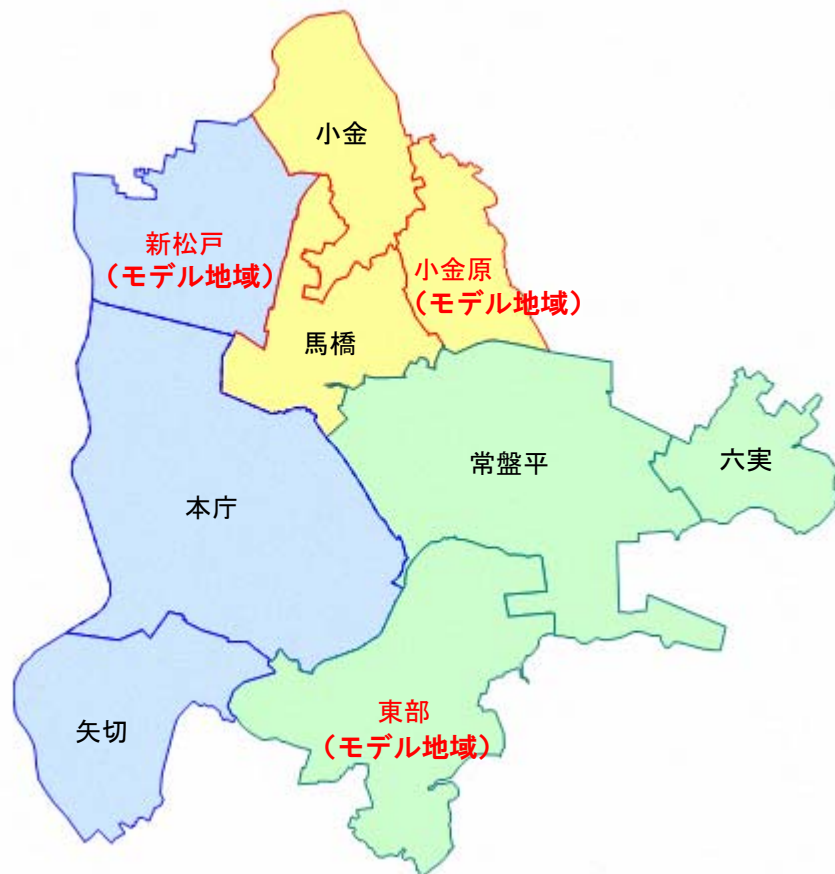 小金
新松戸
（モデル地域）
小金原
（モデル地域）
馬橋
常盤平
六実
本庁
東部
（モデル地域）
矢切